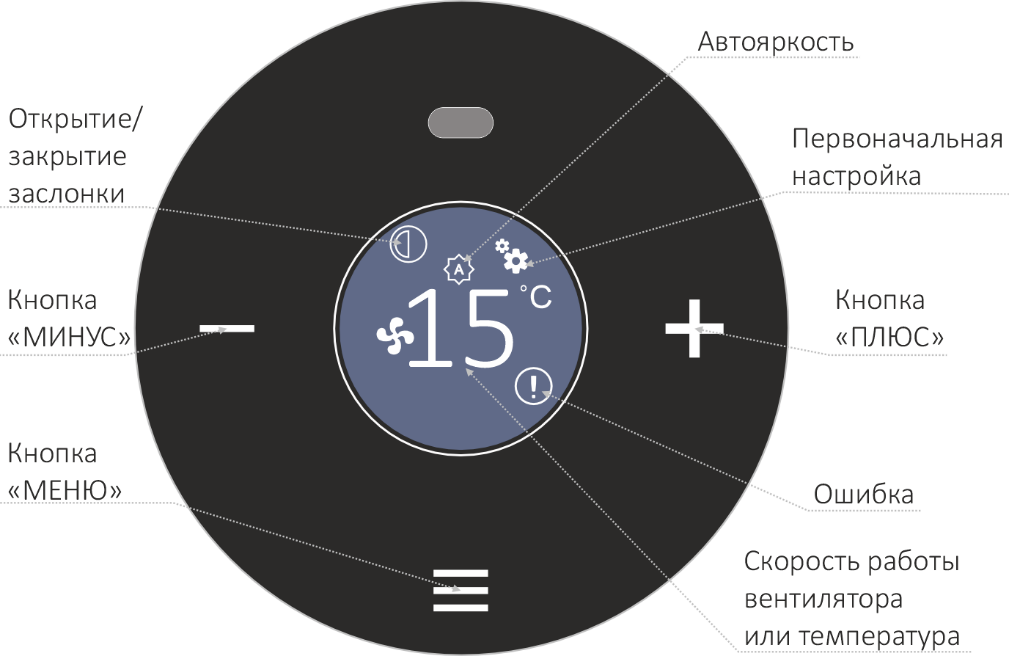 Автояркость
Открытие/
закрытие
заслонки
Первоначальная
настройка
A
°C
15
Кнопка
«МИНУС»
Кнопка
«ПЛЮС»
!
Кнопка
«МЕНЮ»
Ошибка
Скорость работы
вентилятора
или температура